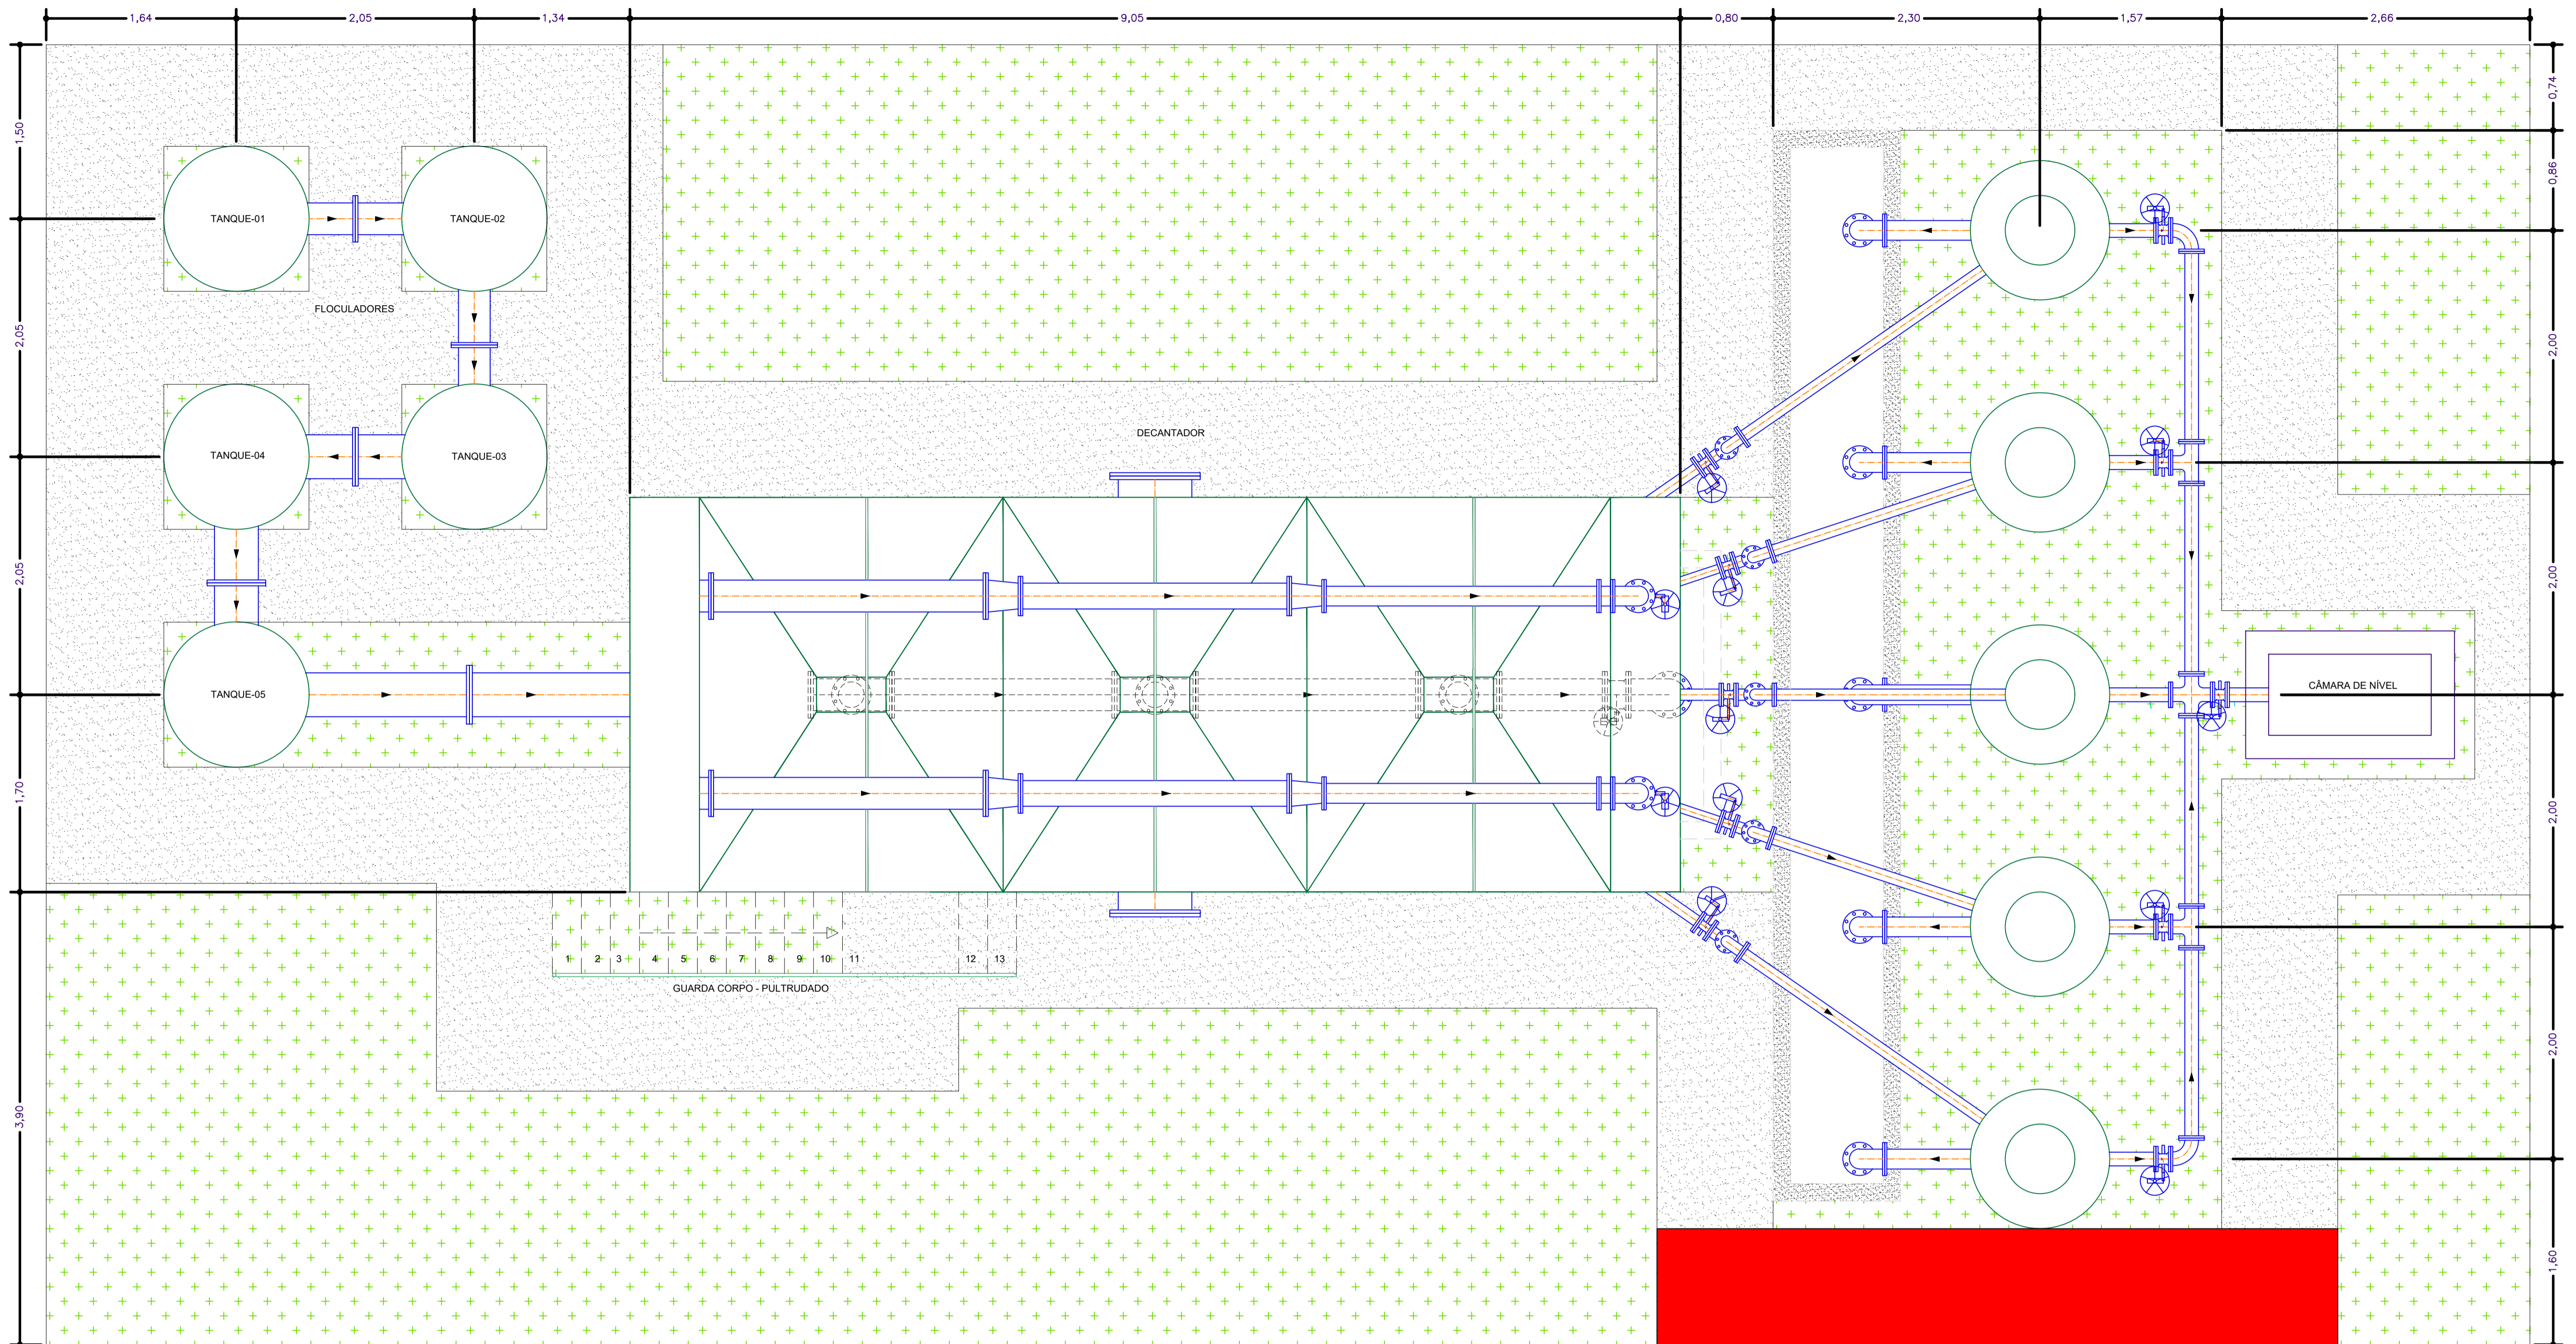 1,64
2,05
1,34
9,05
0,80
2,30
1,57
2,66
0,74
1,50
0,86
TANQUE-01
TANQUE-02
FLOCULADORES
2,05
2,00
DECANTADOR
TANQUE-04
TANQUE-03
2,05
2,00
CÂMARA DE NÍVEL
TANQUE-05
1,70
2,00
1 2 3 4 5 6 7 8 9 10 11 12 13
GUARDA CORPO - PULTRUDADO
2,00
3,90
1,60